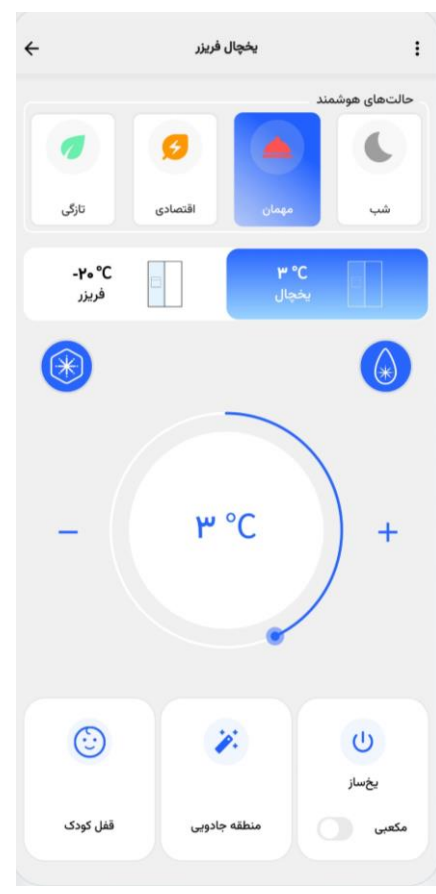 یخچال فریزر
حالت‌های هوشمند
شب
مهمان
اقتصادی
تازگی
۳ °C
یخچال
-۲۰ °C
فریزر
۳ °C
یخ‌ساز
مکعبی
منطقه جادویی
قفل کودک